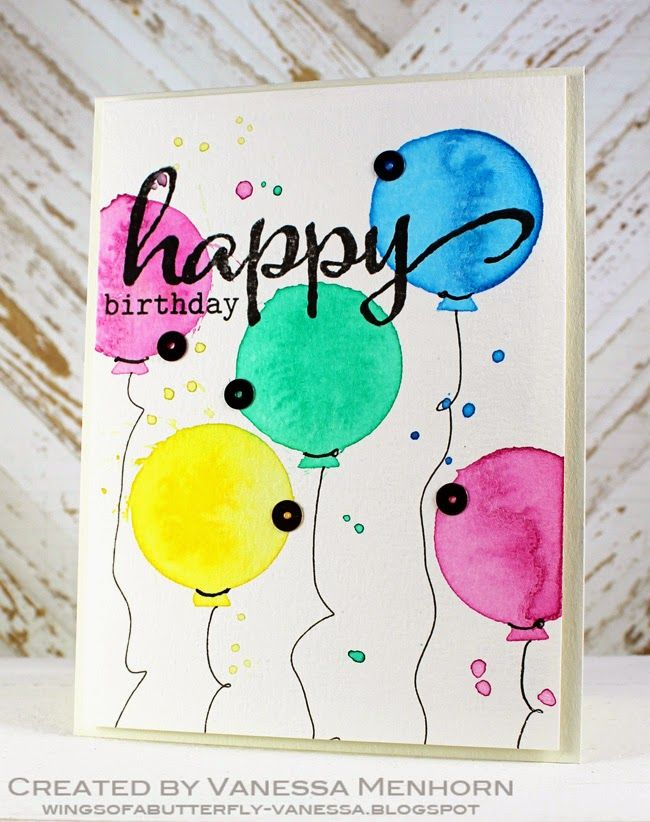 happy
birthday
Created by Vanessa Menhorn
wingsofabutterfly-vanessa.blogspot